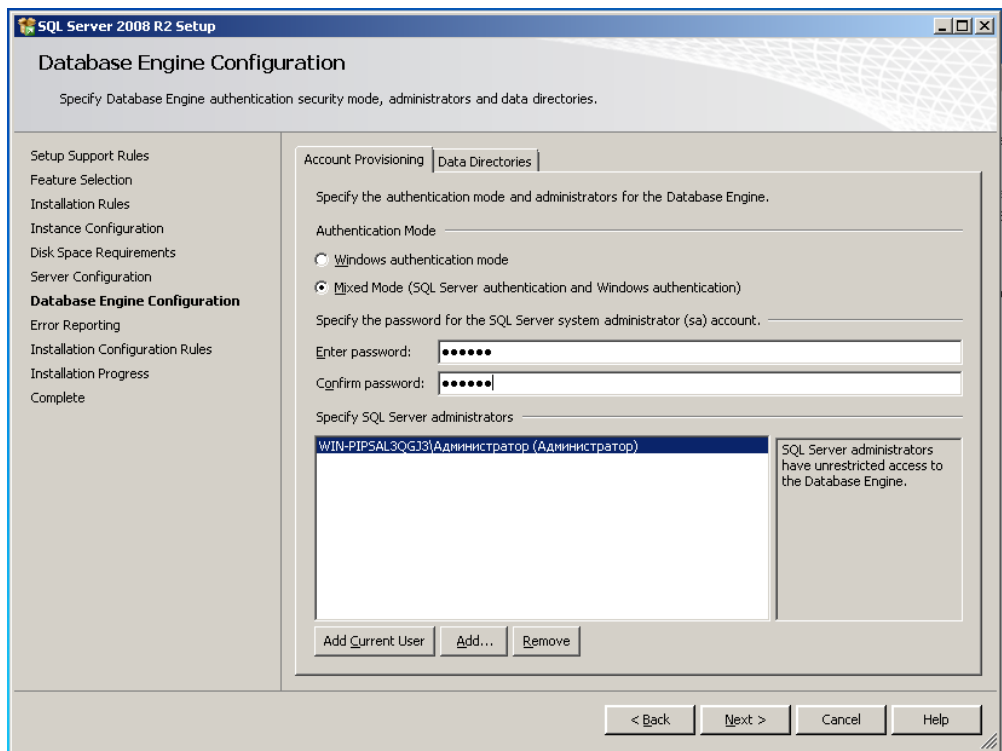 SQL Server 2008 R2 Setup
Database Engine Configuration
Specify Database Engine authentication security mode, administrators and data directories.
Setup Support Rules
Feature Selection
Installation Rules
Instance Configuration
Disk Space Requirements
Server Configuration
Database Engine Configuration
Error Reporting
Installation Configuration Rules
Installation Progress
Complete
Account Provisioning
Data Directories
Specify the authentication mode and administrators for the Database Engine.
Authentication Mode
Windows authentication mode
Mixed Mode (SQL Server authentication and Windows authentication)
Specify the password for the SQL Server system administrator (sa) account.
Enter password: ●●●●●●
Confirm password: ●●●●●●
Specify SQL Server administrators
WIN-PIPSAL3QGJ3\Администратор (Администратор)
SQL Server administrators
have unrestricted access to
the Database Engine.
Add Current User
Add...
Remove
< Back
Next >
Cancel
Help